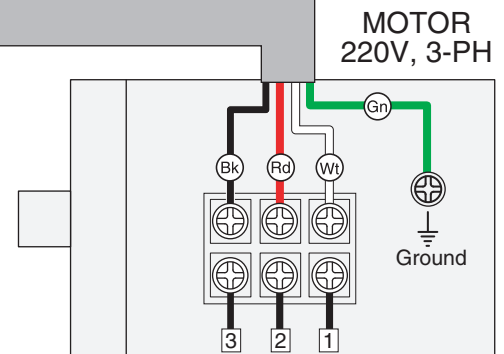 MOTOR
220V, 3-PH
Gn
Bk Rd Wt
Ground
3 2 1